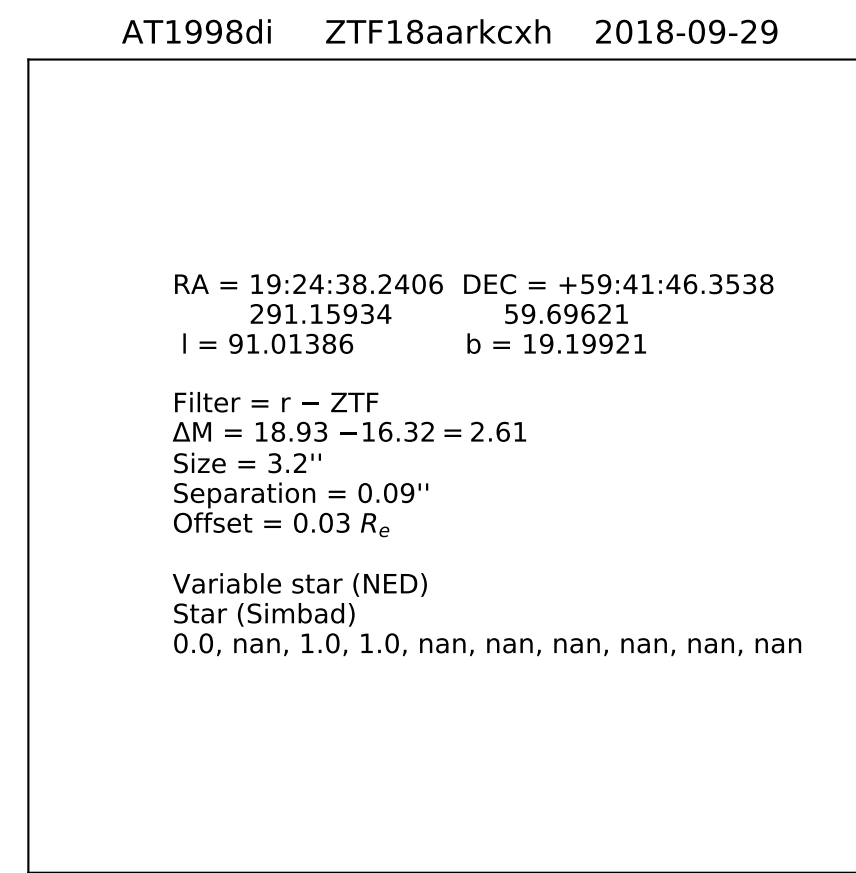 AT1998di ZTF18aarkcxh 2018-09-29
RA = 19:24:38.2406 DEC = +59:41:46.3538
291.15934 59.69621
l = 91.01386 b = 19.19921
Filter = r − ZTF
ΔM = 18.93 −16.32 = 2.61
Size = 3.2''
Separation = 0.09''
Offset = 0.03 Re
Variable star (NED)
Star (Simbad)
0.0, nan, 1.0, 1.0, nan, nan, nan, nan, nan, nan